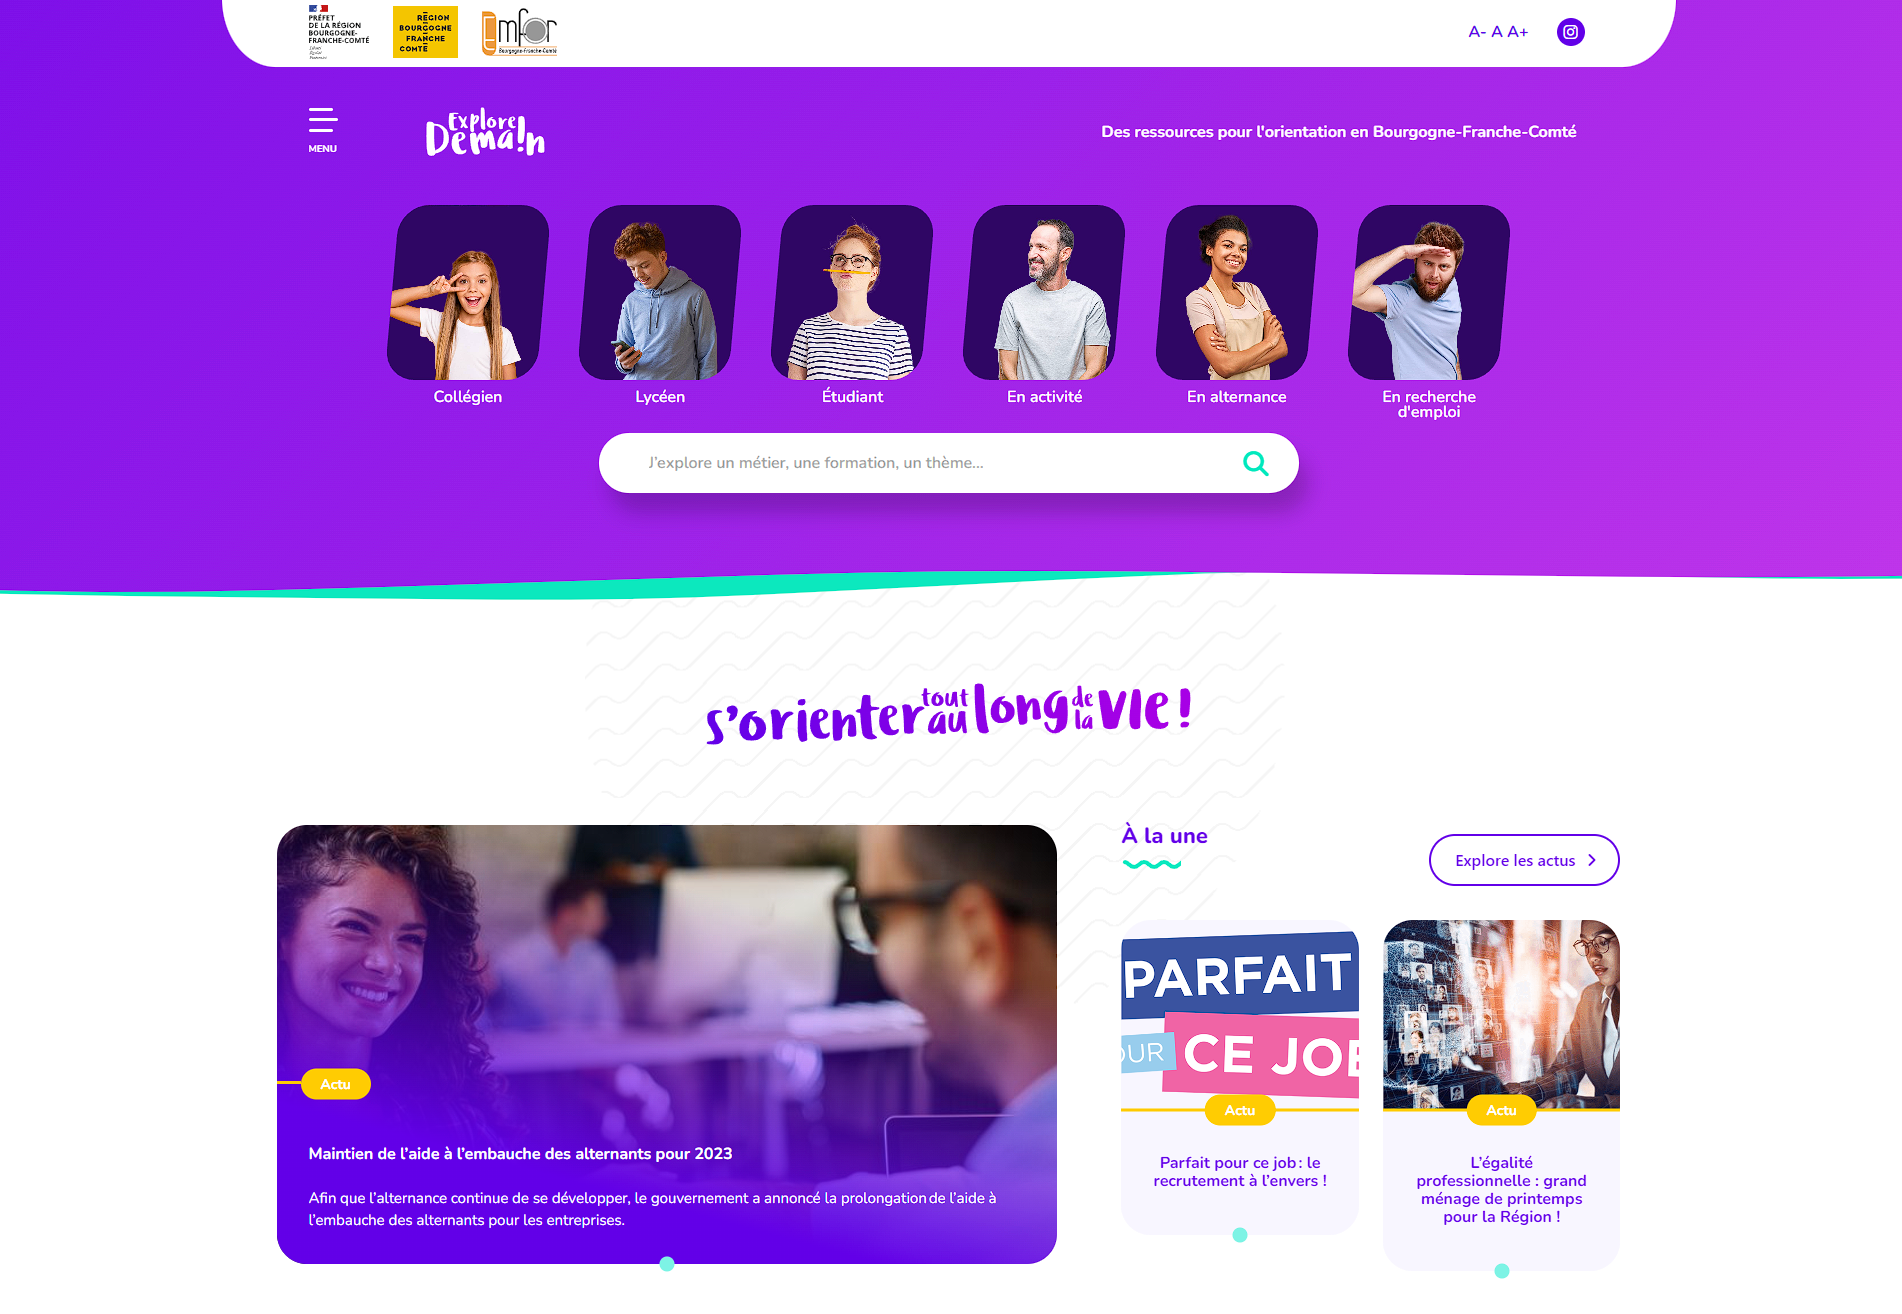 PRÉFET
DE LA RÉGION
BOURGOGNE-
FRANCHE-COMTÉ
Liberté
Égalité
Fraternité
RÉGION
BOURGOGNE
FRANCHE
COMTÉ
Emfor
Bourgogne-Franche-Comté
A- A A+
MENU
Explore
Dema!n
Des ressources pour l'orientation en Bourgogne-Franche-Comté
Collégien
Lycéen
Étudiant
En activité
En alternance
En recherche
d'emploi
J'explore un métier, une formation, un thème...
s'orienter tout au long de la vie !
À la une
Explore les actus
PARFAIT
OUR CE JOB
Actu
Maintien de l'aide à l'embauche des alternants pour 2023
Afin que l'alternance continue de se développer, le gouvernement a annoncé la prolongation de l'aide à
l'embauche des alternants pour les entreprises.
Actu
Parfait pour ce job : le
recrutement à l'envers !
Actu
L'égalité
professionnelle : grand
ménage de printemps
pour la Région !